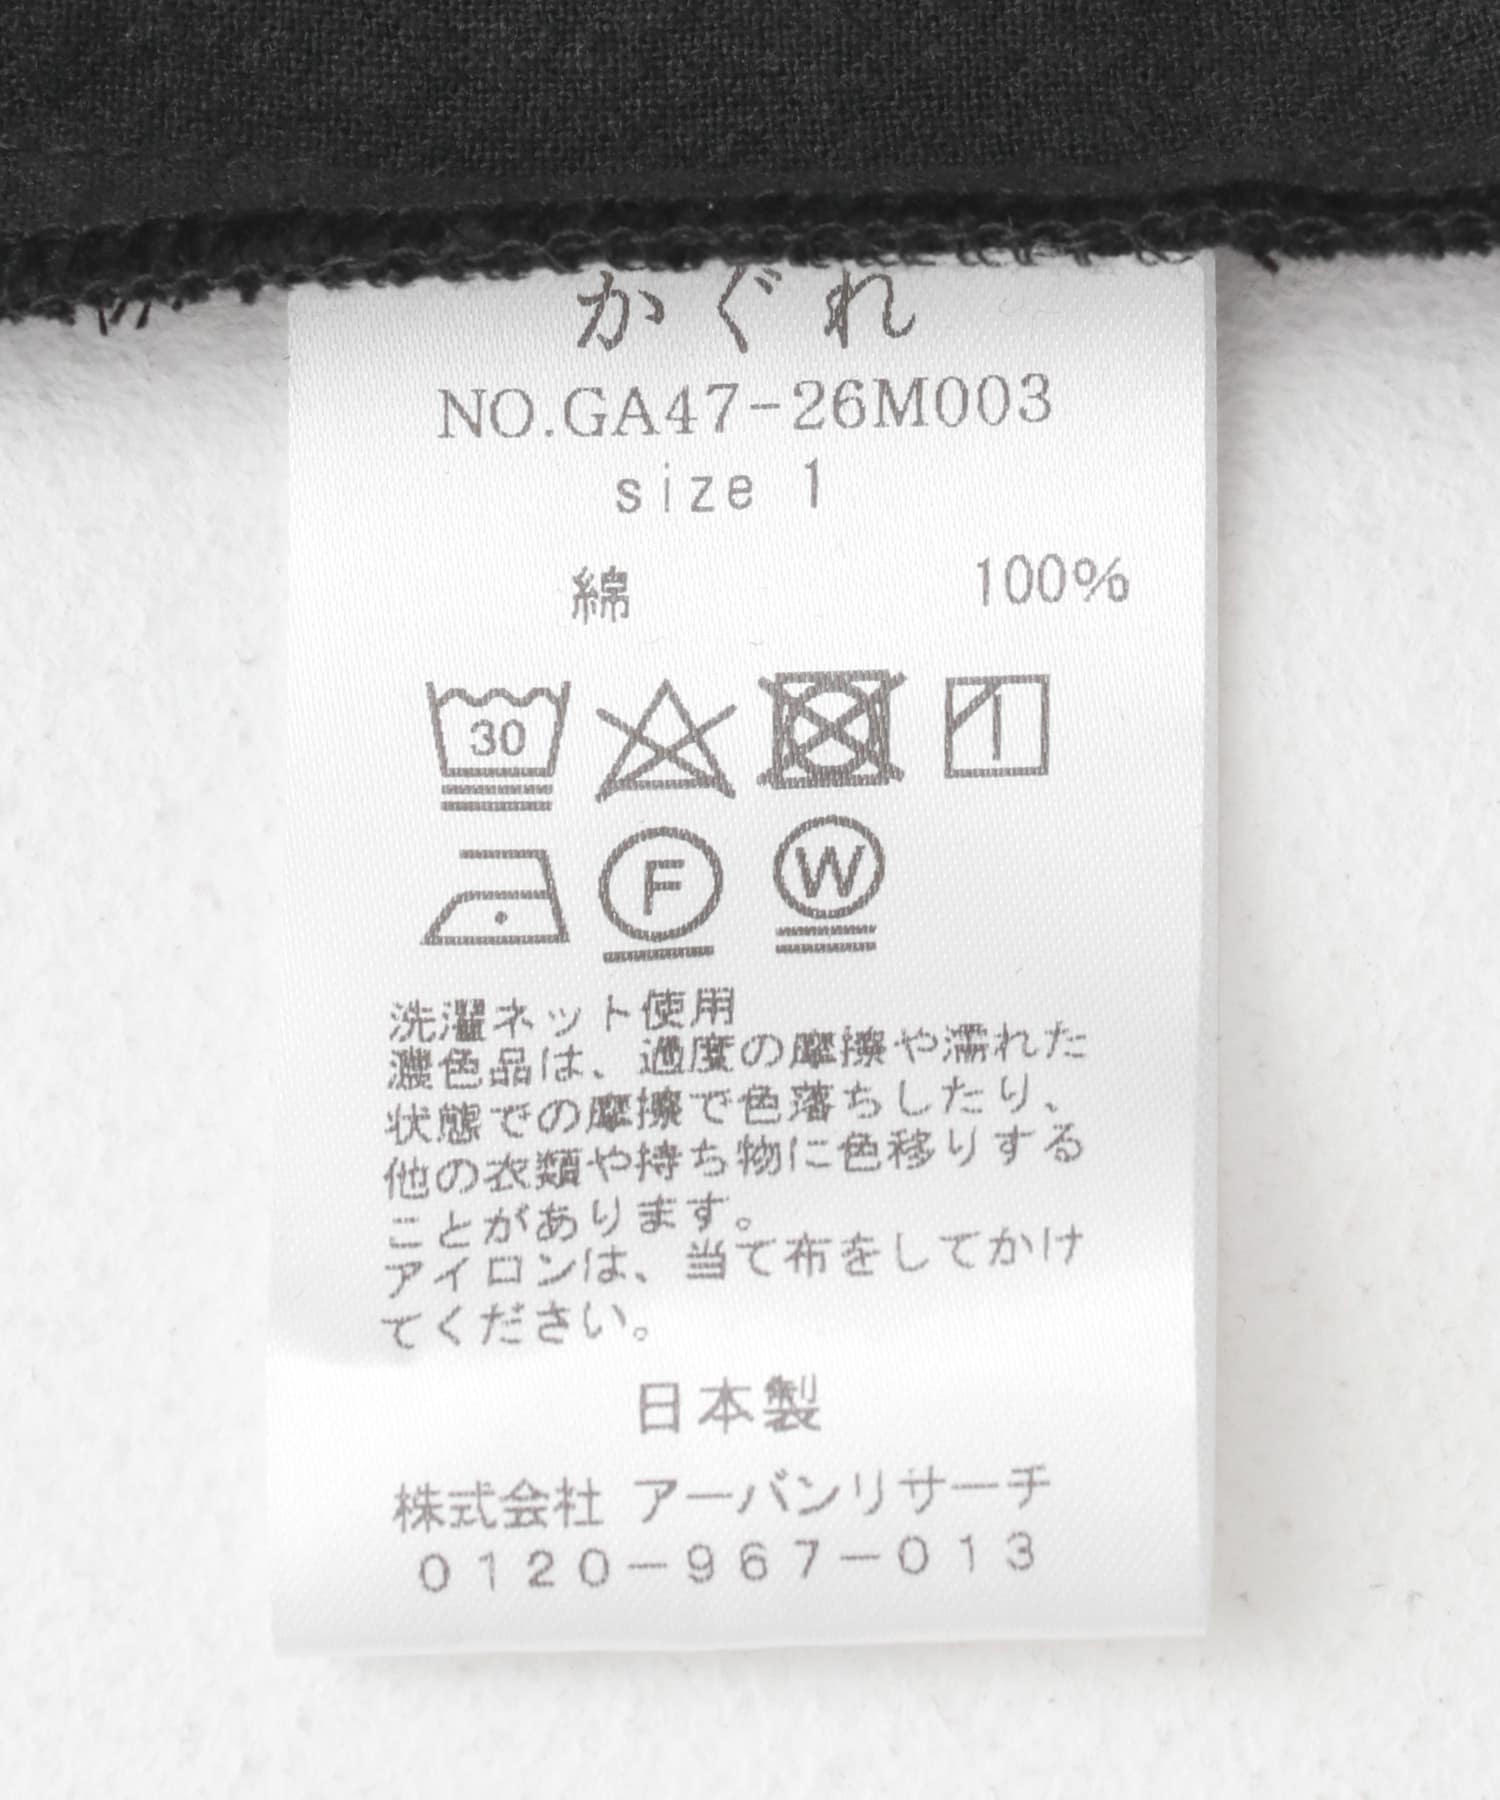 かぐれ
NO.GA47-26M003
size 1
綿 100%
30
F
W
洗濯ネット使用
濃色品は、過度の摩擦や濡れた
状態での摩擦で色落ちしたり、
他の衣類や持ち物に色移りする
ことがあります。
アイロンは、当て布をしてかけ
てください。
日本製
株式会社 アーバンリサーチ
0120-967-013